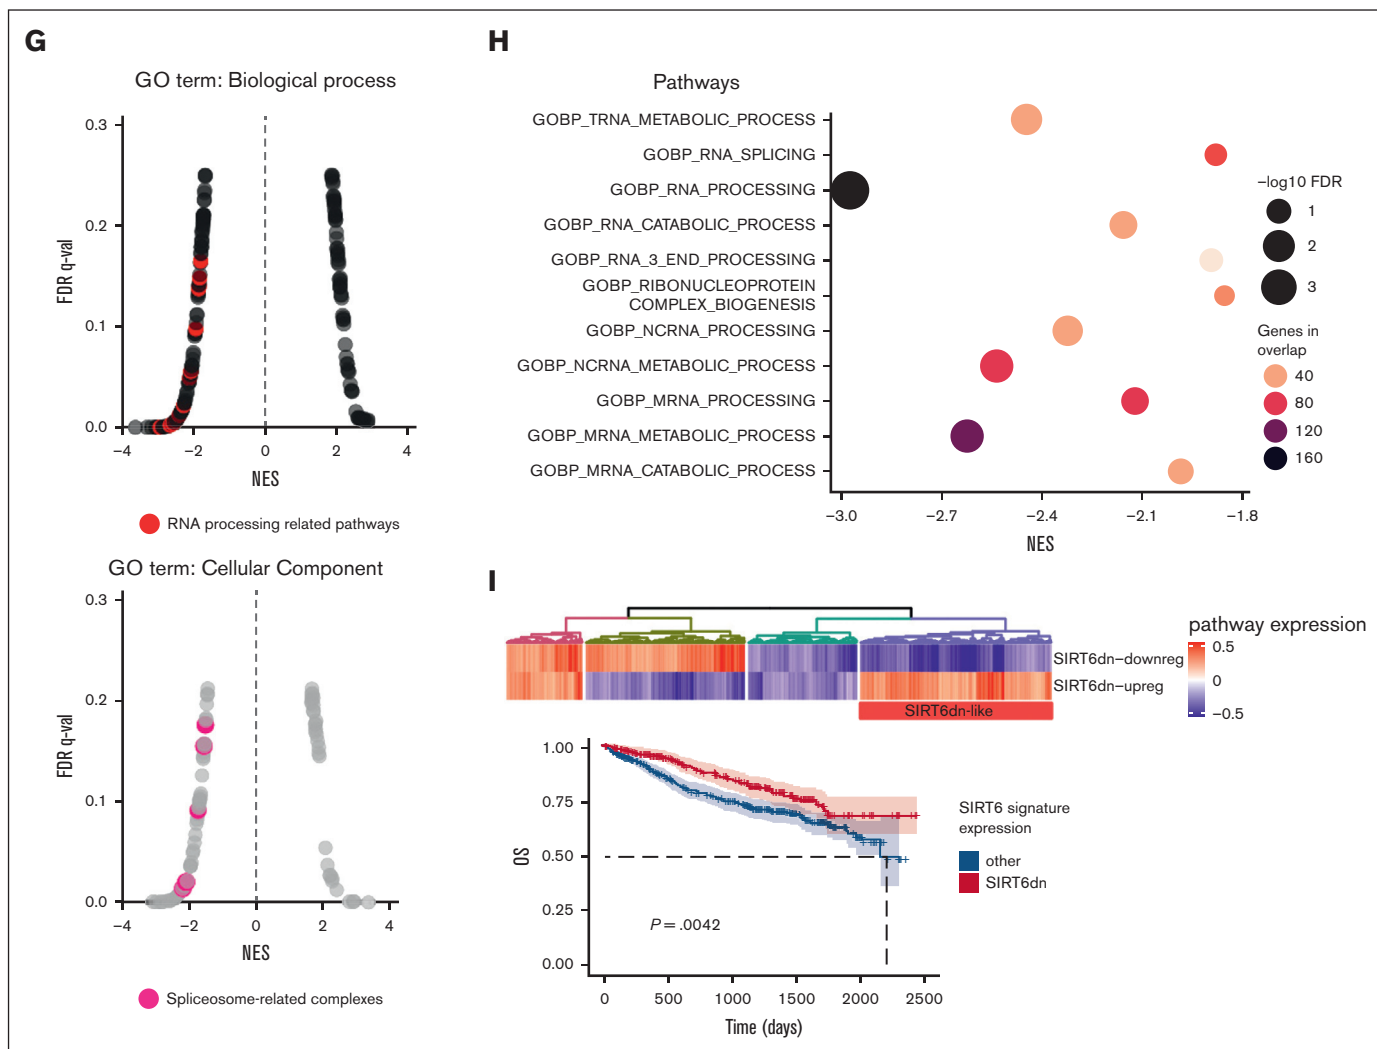 G
GO term: Biological process
0.3
0.2
0.1
0.0
FDR q-val
−4
−2
0
2
4
NES
RNA processing related pathways
GO term: Cellular Component
0.3
0.2
0.1
0.0
FDR q-val
−4
−2
0
2
4
NES
Spliceosome-related complexes
H
Pathways
GOBP_TRNA_METABOLIC_PROCESS
GOBP_RNA_SPLICING
GOBP_RNA_PROCESSING
GOBP_RNA_CATABOLIC_PROCESS
GOBP_RNA_3_END_PROCESSING
GOBP_RIBONUCLEOPROTEIN
COMPLEX_BIOGENESIS
GOBP_NCRNA_PROCESSING
GOBP_NCRNA_METABOLIC_PROCESS
GOBP_MRNA_PROCESSING
GOBP_MRNA_METABOLIC_PROCESS
GOBP_MRNA_CATABOLIC_PROCESS
−3.0
−2.7
−2.4
−2.1
−1.8
NES
−log10 FDR
1
2
3
Genes in
overlap
40
80
120
160
I
SIRT6dn−downreg
SIRT6dn−upreg
SIRT6dn-like
pathway expression
0.5
0
−0.5
1.00
0.75
0.50
0.25
0.00
OS
P = .0042
0
500
1000
1500
2000
2500
Time (days)
SIRT6 signature
expression
other
SIRT6dn